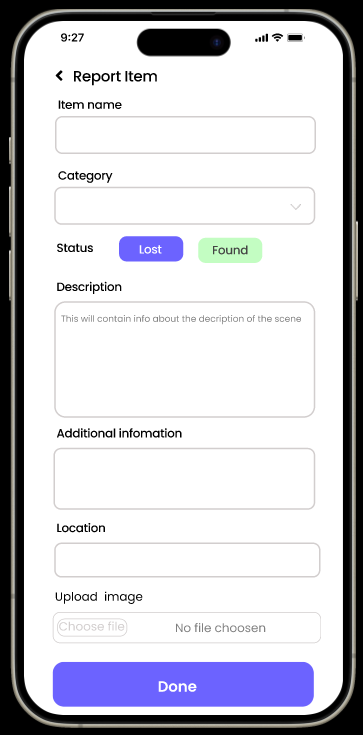 9:27
Report Item
Item name
Category
Status Lost Found
Description
This will contain info about the decription of the scene
Additional infomation
Location
Upload image
Choose file No file choosen
Done